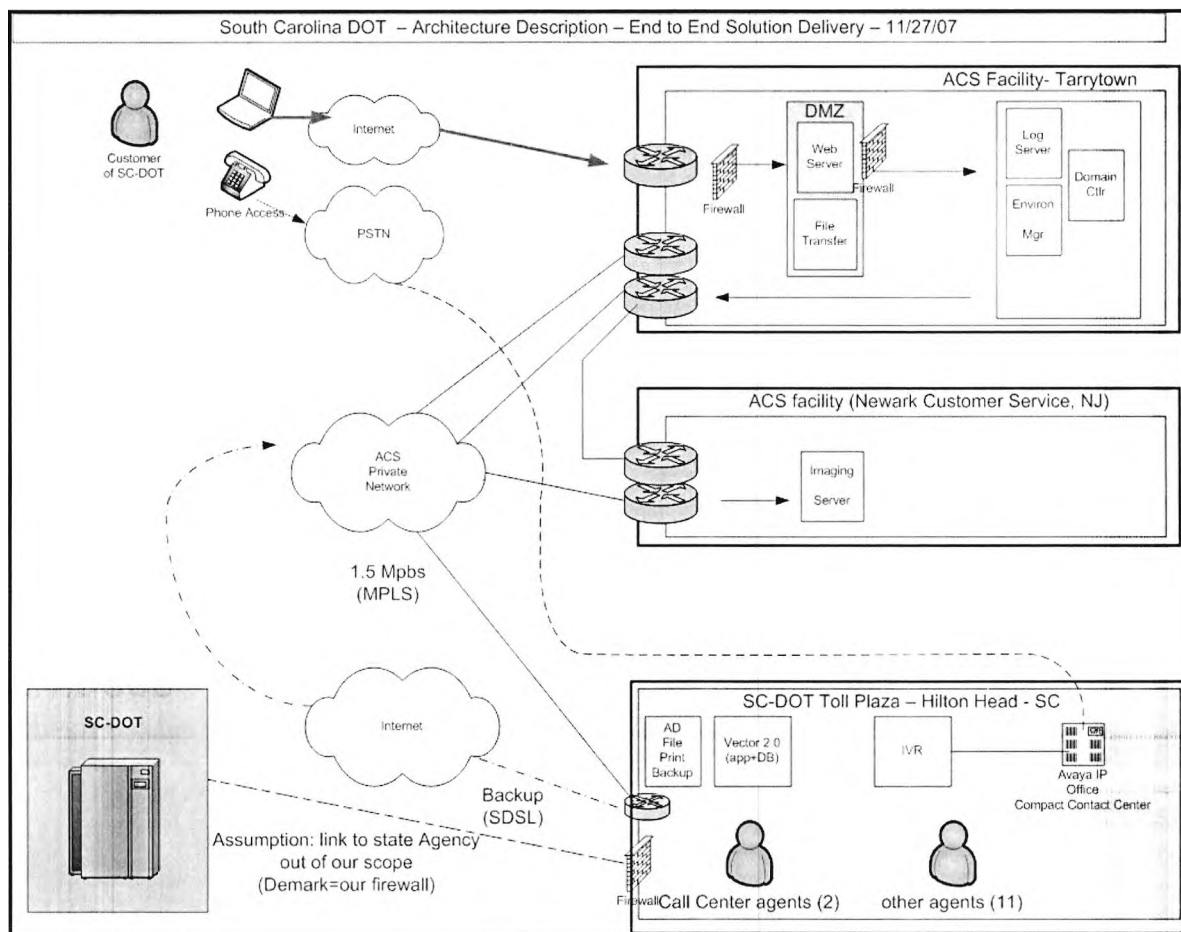 South Carolina DOT – Architecture Description – End to End Solution Delivery – 11/27/07
Customer
of SC-DOT
Internet
Phone Access
PSTN
ACS Facility- Tarrytown
DMZ
Web
Server
File
Transfer
Firewall
Firewall
Log
Server
Environ
Mgr
Domain
Ctlr
ACS facility (Newark Customer Service, NJ)
Imaging
Server
ACS
Private
Network
1.5 Mpbs
(MPLS)
Internet
Backup
(SDSL)
SC-DOT
Assumption: link to state Agency
out of our scope
(Demark=our firewall)
SC-DOT Toll Plaza – Hilton Head - SC
AD
File
Print
Backup
Vector 2.0
(app+DB)
IVR
Avaya IP
Office
Compact Contact Center
Firewall
Call Center agents (2)
other agents (11)